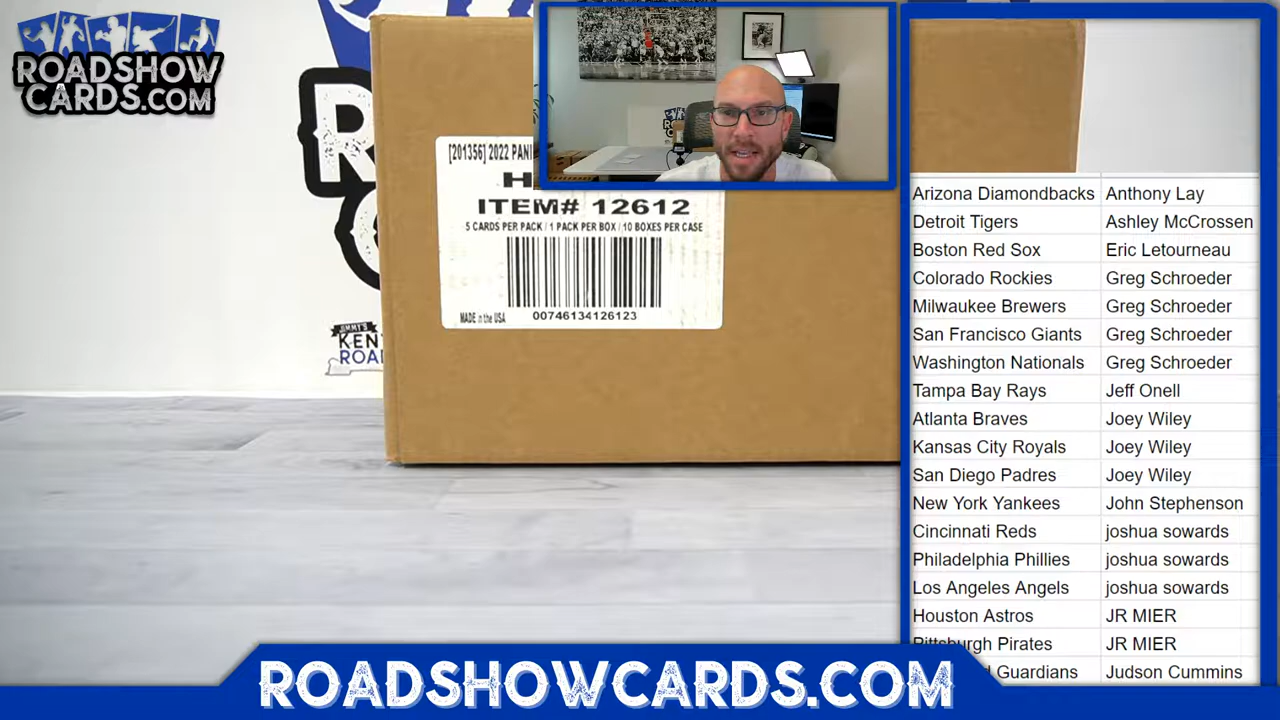 ROADSHOW
CARDS.COM
R
JIMMY'S
KEN
ROAD
[201356] 2022 PANI
H
ITEM# 12612
5 CARDS PER PACK / 1 PACK PER BOX / 10 BOXES PER CASE
MADE in the USA
00746134126123
Arizona Diamondbacks Anthony Lay
Detroit Tigers Ashley McCrossen
Boston Red Sox Eric Letourneau
Colorado Rockies Greg Schroeder
Milwaukee Brewers Greg Schroeder
San Francisco Giants Greg Schroeder
Washington Nationals Greg Schroeder
Tampa Bay Rays Jeff Onell
Atlanta Braves Joey Wiley
Kansas City Royals Joey Wiley
San Diego Padres Joey Wiley
New York Yankees John Stephenson
Cincinnati Reds joshua sowards
Philadelphia Phillies joshua sowards
Los Angeles Angels joshua sowards
Houston Astros JR MIER
Pittsburgh Pirates JR MIER
Guardians Judson Cummins
ROADSHOWCARDS.COM